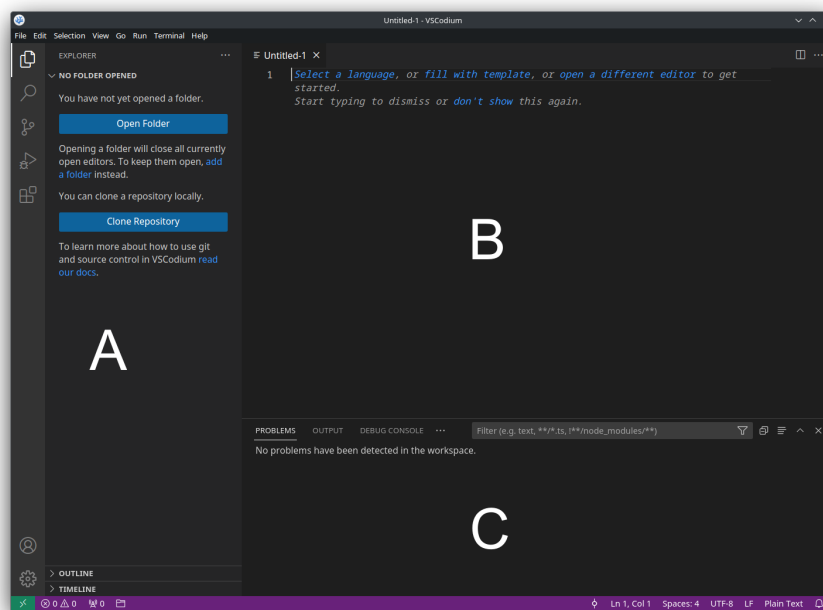 Untitled-1 - VSCodium
File Edit Selection View Go Run Terminal Help
EXPLORER
NO FOLDER OPENED
You have not yet opened a folder.
Open Folder
Opening a folder will close all currently
open editors. To keep them open, add
a folder instead.
You can clone a repository locally.
Clone Repository
To learn more about how to use git
and source control in VSCodium read
our docs.
A
OUTLINE
TIMELINE
Untitled-1
1 Select a language, or fill with template, or open a different editor to get
started.
Start typing to dismiss or don't show this again.
B
PROBLEMS OUTPUT DEBUG CONSOLE Filter (e.g. text, **/*.ts, !**/node_modules/**)
No problems have been detected in the workspace.
C
0 0 0 Ln 1, Col 1 Spaces: 4 UTF-8 LF Plain Text